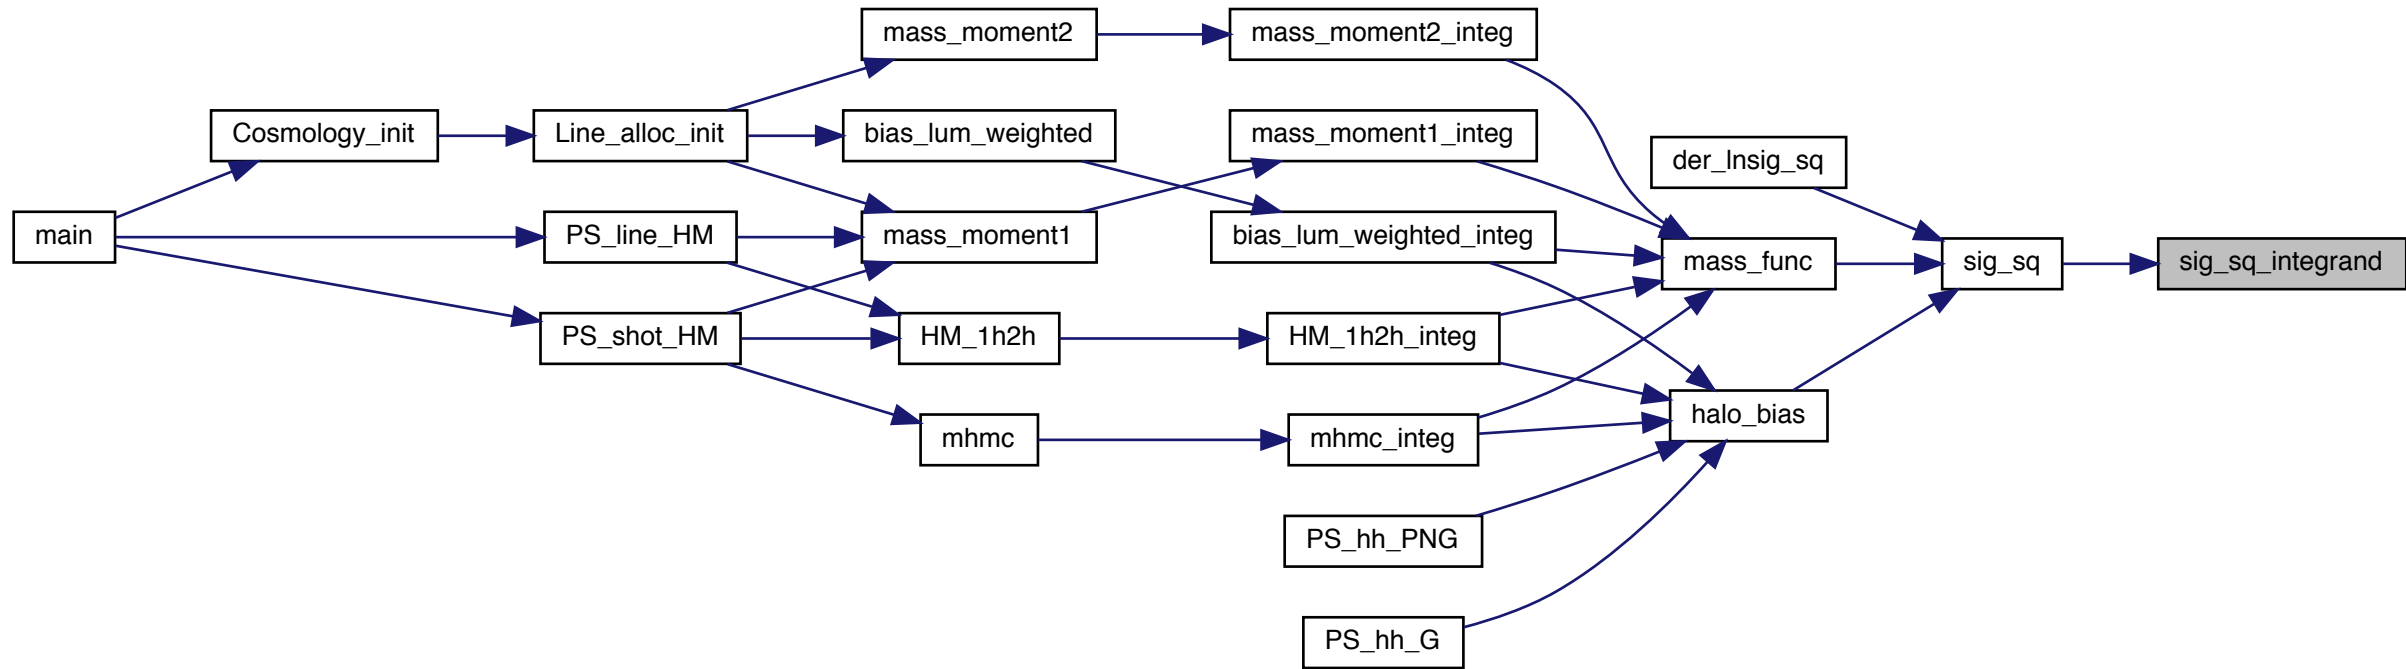 mass_moment2
mass_moment2_integ
Cosmology_init
Line_alloc_init
bias_lum_weighted
mass_moment1_integ
der_lnsig_sq
main
PS_line_HM
mass_moment1
bias_lum_weighted_integ
mass_func
sig_sq
sig_sq_integrand
PS_shot_HM
HM_1h2h
HM_1h2h_integ
halo_bias
mhmc
mhmc_integ
PS_hh_PNG
PS_hh_G